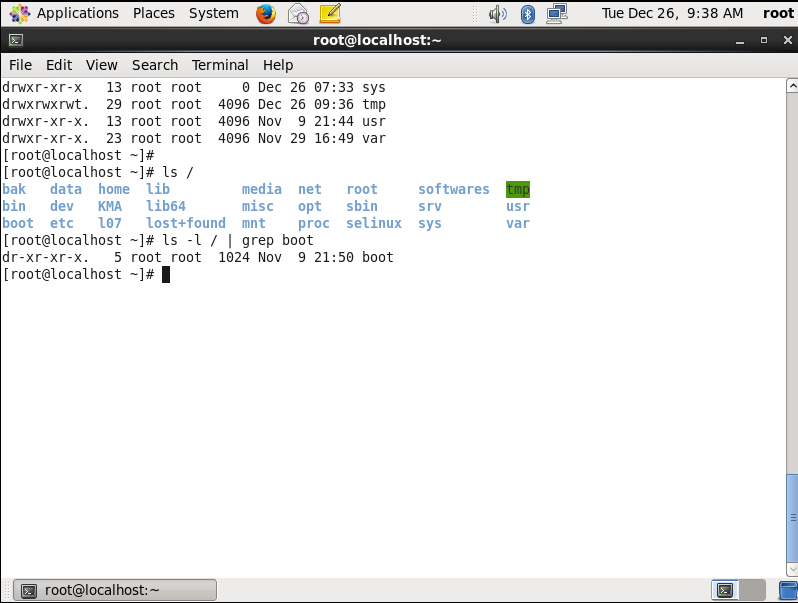 Applications Places System Tue Dec 26, 9:38 AM root
root@localhost:~
File Edit View Search Terminal Help
drwxr-xr-x   13 root root     0 Dec 26 07:33 sys
drwxrwxrwt.  29 root root  4096 Dec 26 09:36 tmp
drwxr-xr-x.  13 root root  4096 Nov  9 21:44 usr
drwxr-xr-x.  23 root root  4096 Nov 29 16:49 var
[root@localhost ~]#
[root@localhost ~]# ls /
bak   data  home  lib         media  net   root     softwares  tmp
bin   dev   KMA   lib64       misc   opt   sbin     srv        usr
boot  etc   l07   lost+found  mnt    proc  selinux  sys        var
[root@localhost ~]# ls -l / | grep boot
dr-xr-xr-x.   5 root root  1024 Nov  9 21:50 boot
[root@localhost ~]#
root@localhost:~